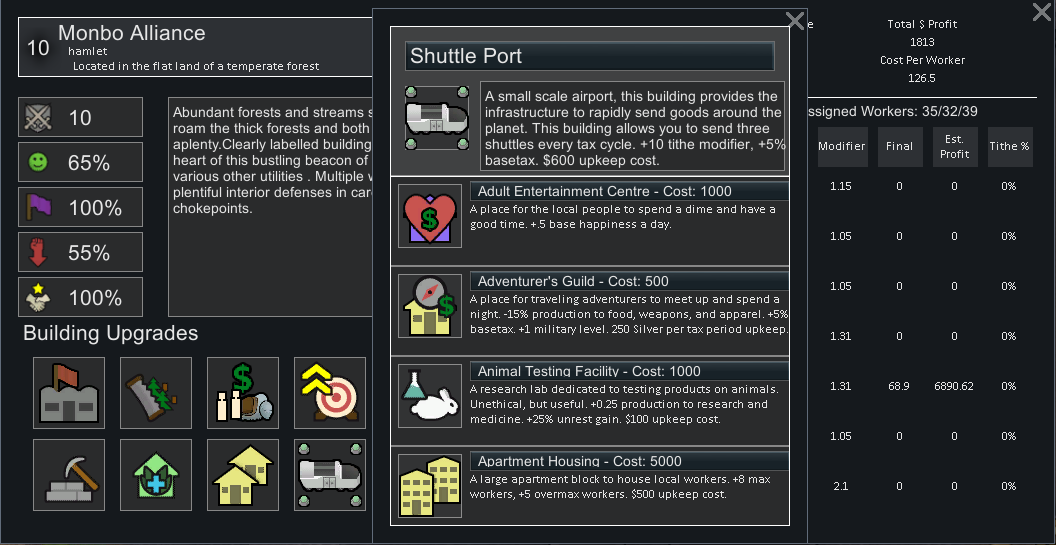 10
Monbo Alliance
hamlet
Located in the flat land of a temperate forest
10
65%
100%
55%
100%
Abundant forests and streams s
roam the thick forests and both
aplenty.Clearly labelled building
heart of this bustling beacon of
various other utilities . Multiple w
plentiful interior defenses in car
chokepoints.
Building Upgrades
Shuttle Port
A small scale airport, this building provides the
infrastructure to rapidly send goods around the
planet. This building allows you to send three
shuttles every tax cycle. +10 tithe modifier, +5%
basetax. $600 upkeep cost.
Adult Entertainment Centre - Cost: 1000
A place for the local people to spend a dime and have a
good time. +.5 base happiness a day.
Adventurer's Guild - Cost: 500
A place for traveling adventurers to meet up and spend a
night. -15% production to food, weapons, and apparel. +5%
basetax. +1 military level. 250 Silver per tax period upkeep.
Animal Testing Facility - Cost: 1000
A research lab dedicated to testing products on animals.
Unethical, but useful. +0.25 production to research and
medicine. +25% unrest gain. $100 upkeep cost.
Apartment Housing - Cost: 5000
A large apartment block to house local workers. +8 max
workers, +5 overmax workers. $500 upkeep cost.
e
Total $ Profit
1813
Cost Per Worker
126.5
ssigned Workers: 35/32/39
Modifier Final Est. Profit Tithe %
1.15 0 0 0%
1.05 0 0 0%
1.05 0 0 0%
1.31 0 0 0%
1.31 68.9 6890.62 0%
1.05 0 0 0%
2.1 0 0 0%